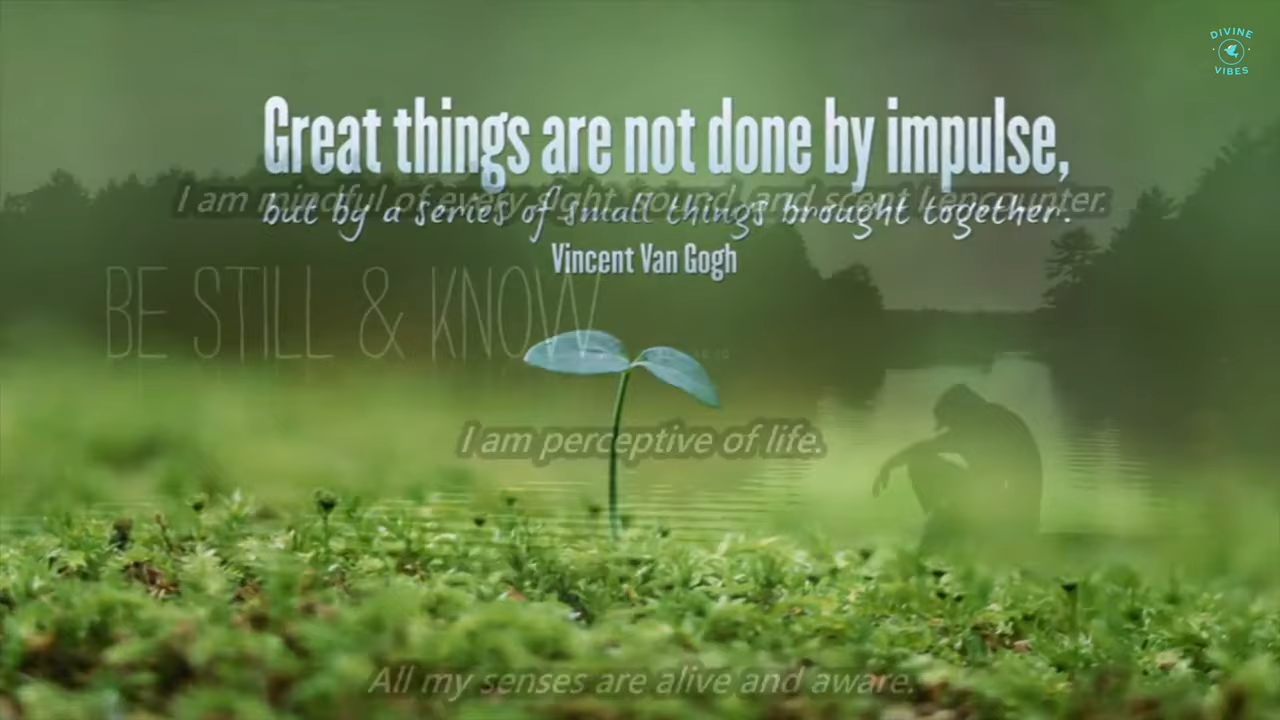 DIVINE
VIBES
Great things are not done by impulse,
I am mindful of every sight, sound, and scent I encounter.
but by a series of small things brought together.
Vincent Van Gogh
BE STILL & KNOW
I am perceptive of life.
All my senses are alive and aware.